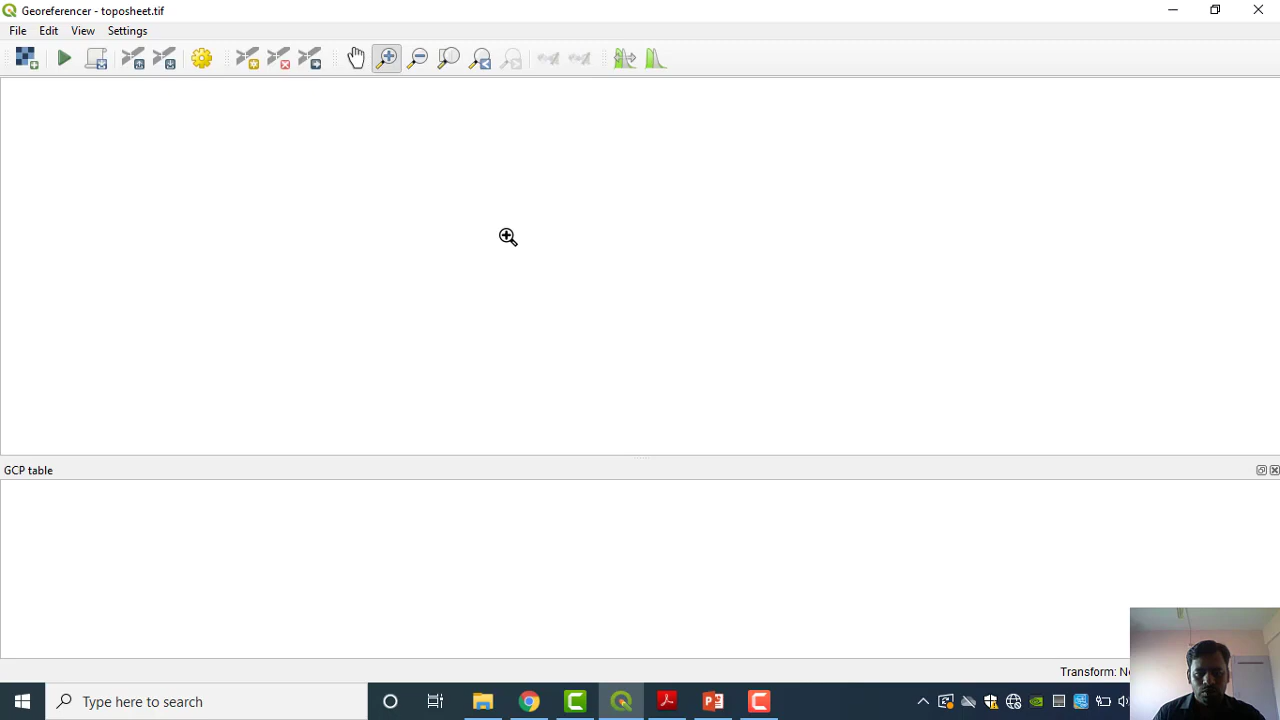 Georeferencer - toposheet.tif
File Edit View Settings
GCP table
Transform:
Type here to search